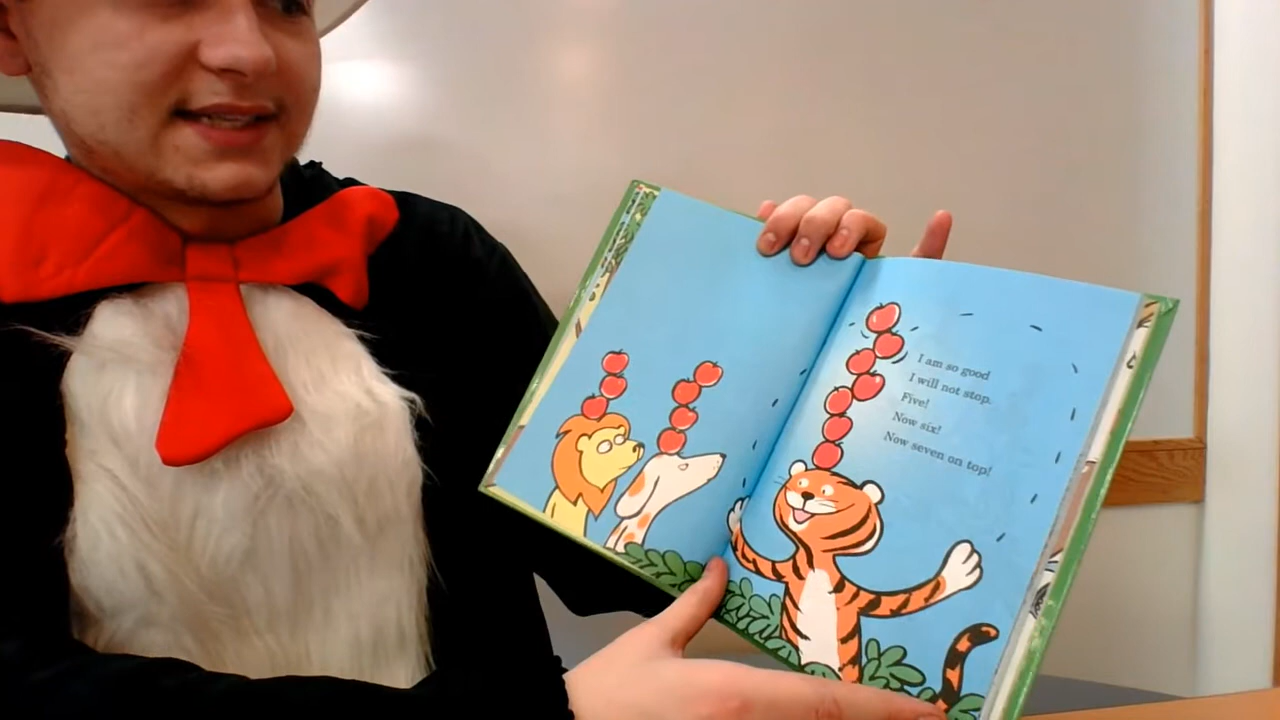 I am so good
I will not stop.
Five!
Now six!
Now seven on top!